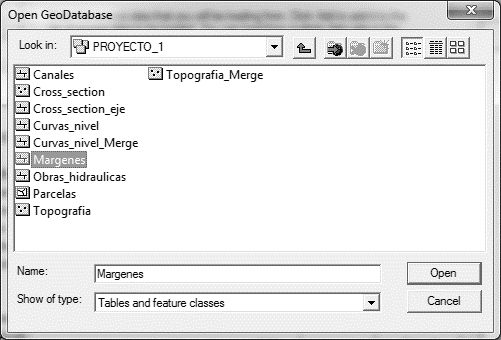 Open GeoDatabase
Look in: PROYECTO_1
Canales
Cross_section
Cross_section_eje
Curvas_nivel
Curvas_nivel_Merge
Margenes
Obras_hidraulicas
Parcelas
Topografia
Topografia_Merge
Name: Margenes Open
Show of type: Tables and feature classes Cancel